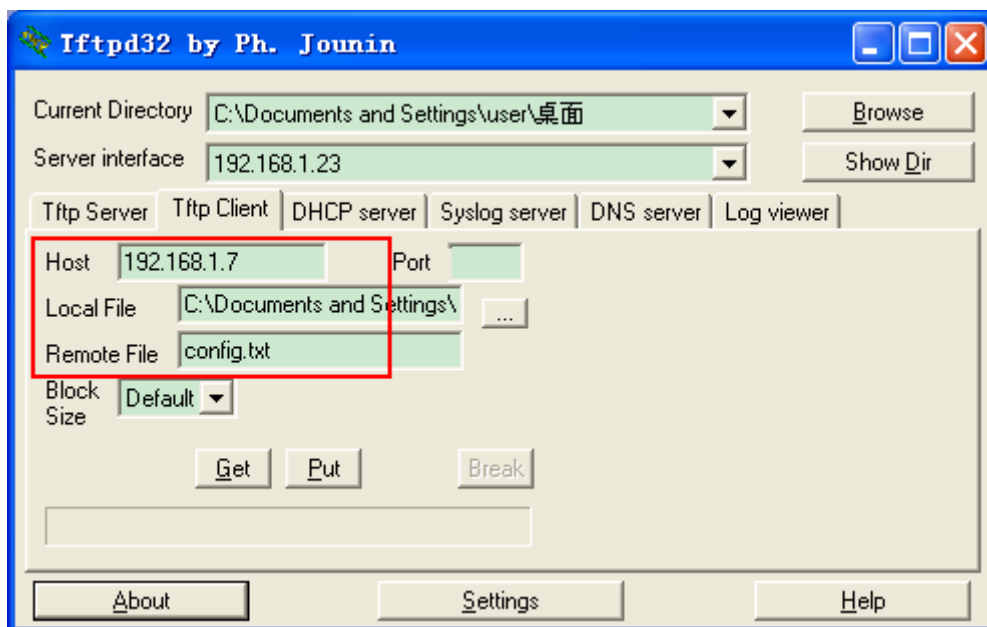 Tftpd32 by Ph. Jounin
Current Directory C:\Documents and Settings\user\桌面 Browse
Server interface 192.168.1.23 Show Dir
Tftp Server Tftp Client DHCP server Syslog server DNS server Log viewer
Host 192.168.1.7 Port
Local File C:\Documents and Settings\ ...
Remote File config.txt
Block
Size Default
Get Put Break
About Settings Help